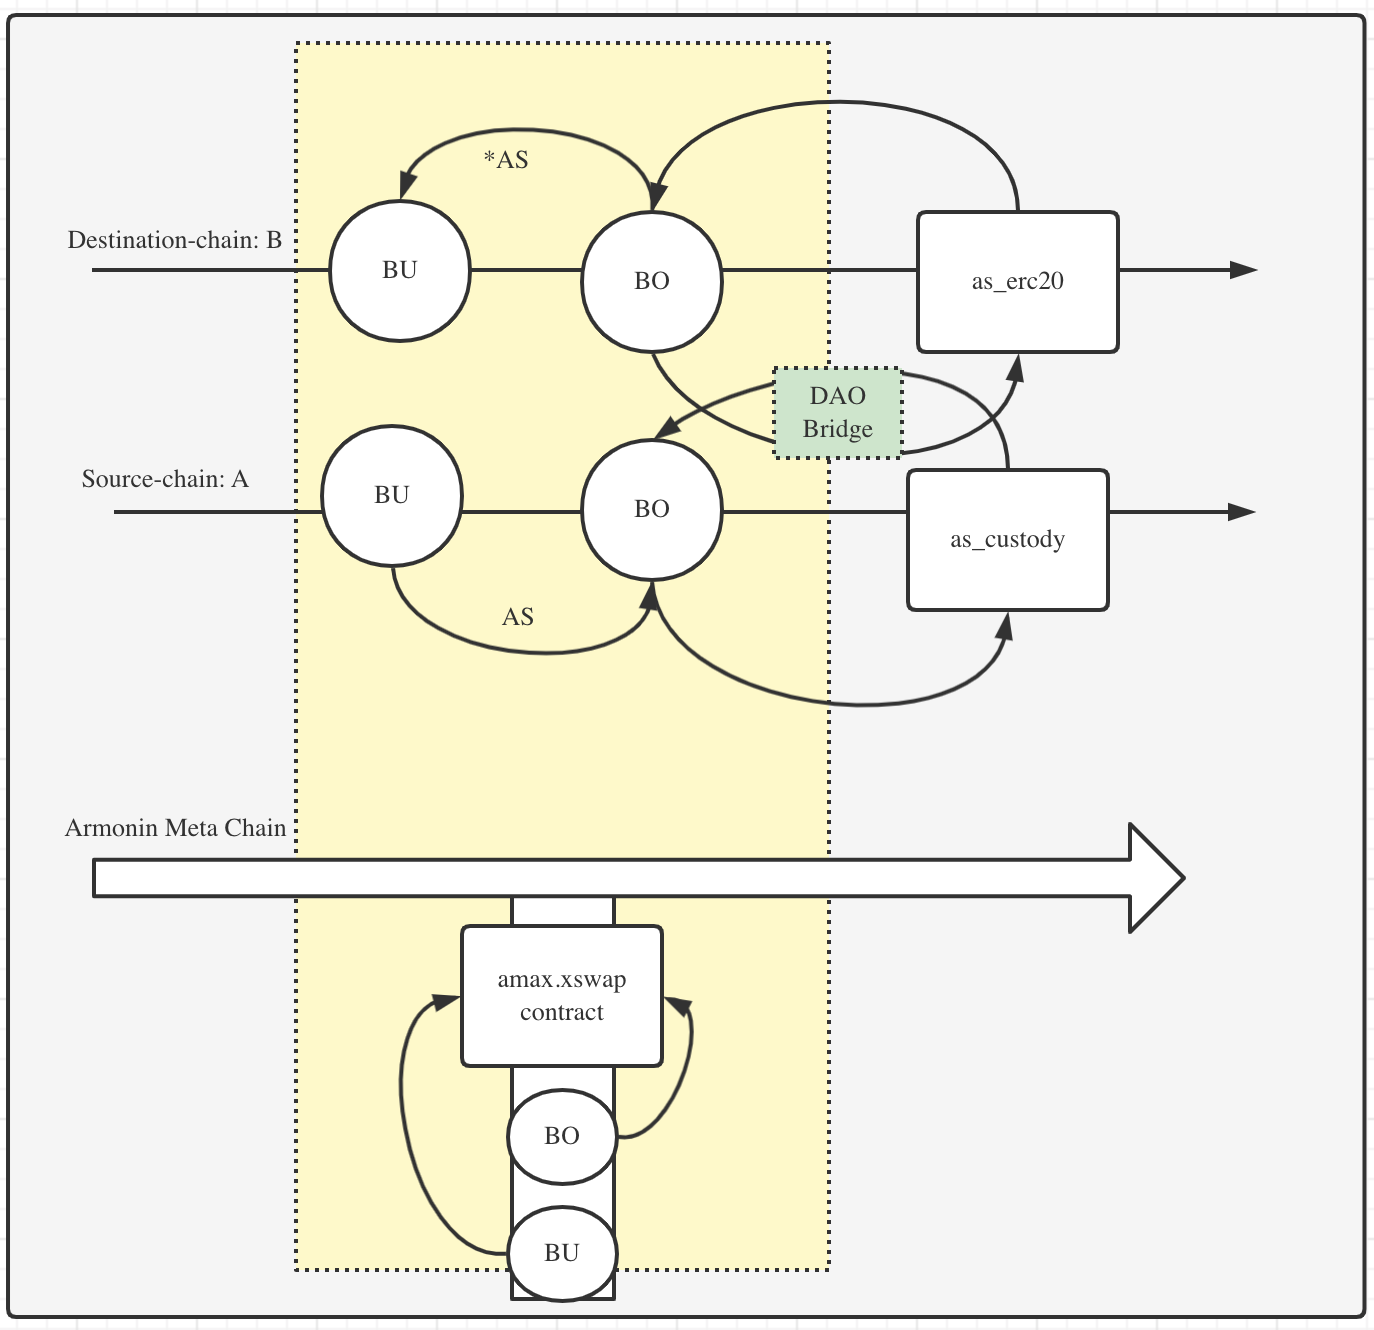 *AS
Destination-chain: B
BU
BO
as_erc20
DAO
Bridge
Source-chain: A
BU
BO
as_custody
AS
Armonin Meta Chain
amax.xswap
contract
BO
BU